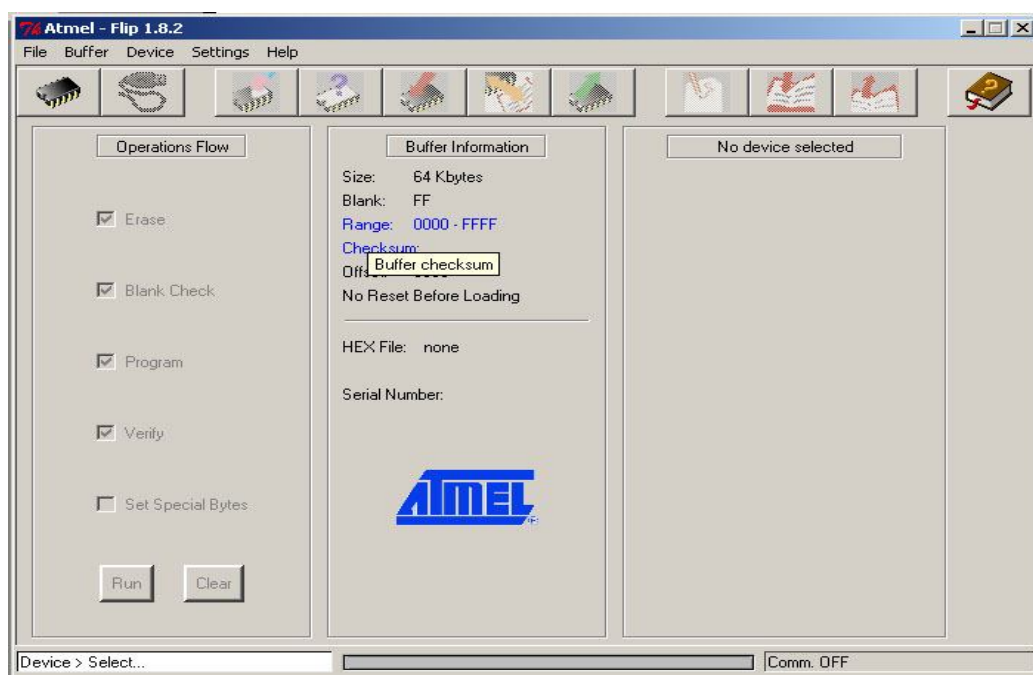 Atmel - Flip 1.8.2
File Buffer Device Settings Help
Operations Flow
Erase
Blank Check
Program
Verify
Set Special Bytes
Run Clear
Buffer Information
Size: 64 Kbytes
Blank: FF
Range: 0000 - FFFF
Checksum:
Buffer checksum
No Reset Before Loading
HEX File: none
Serial Number:
ATMEL
No device selected
Device > Select...
Comm. OFF